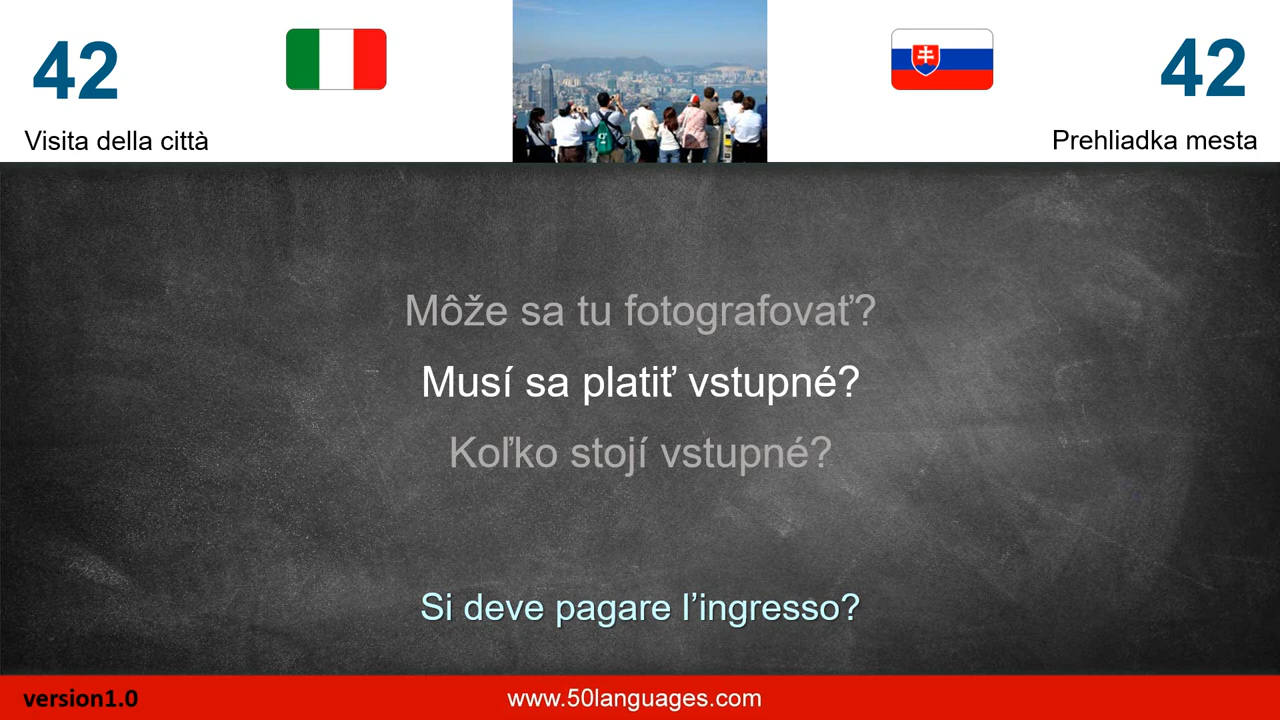 42
42
Visita della città
Prehliadka mesta
Môže sa tu fotografovať?
Musí sa platiť vstupné?
Koľko stojí vstupné?
Si deve pagare l’ingresso?
version1.0
www.50languages.com